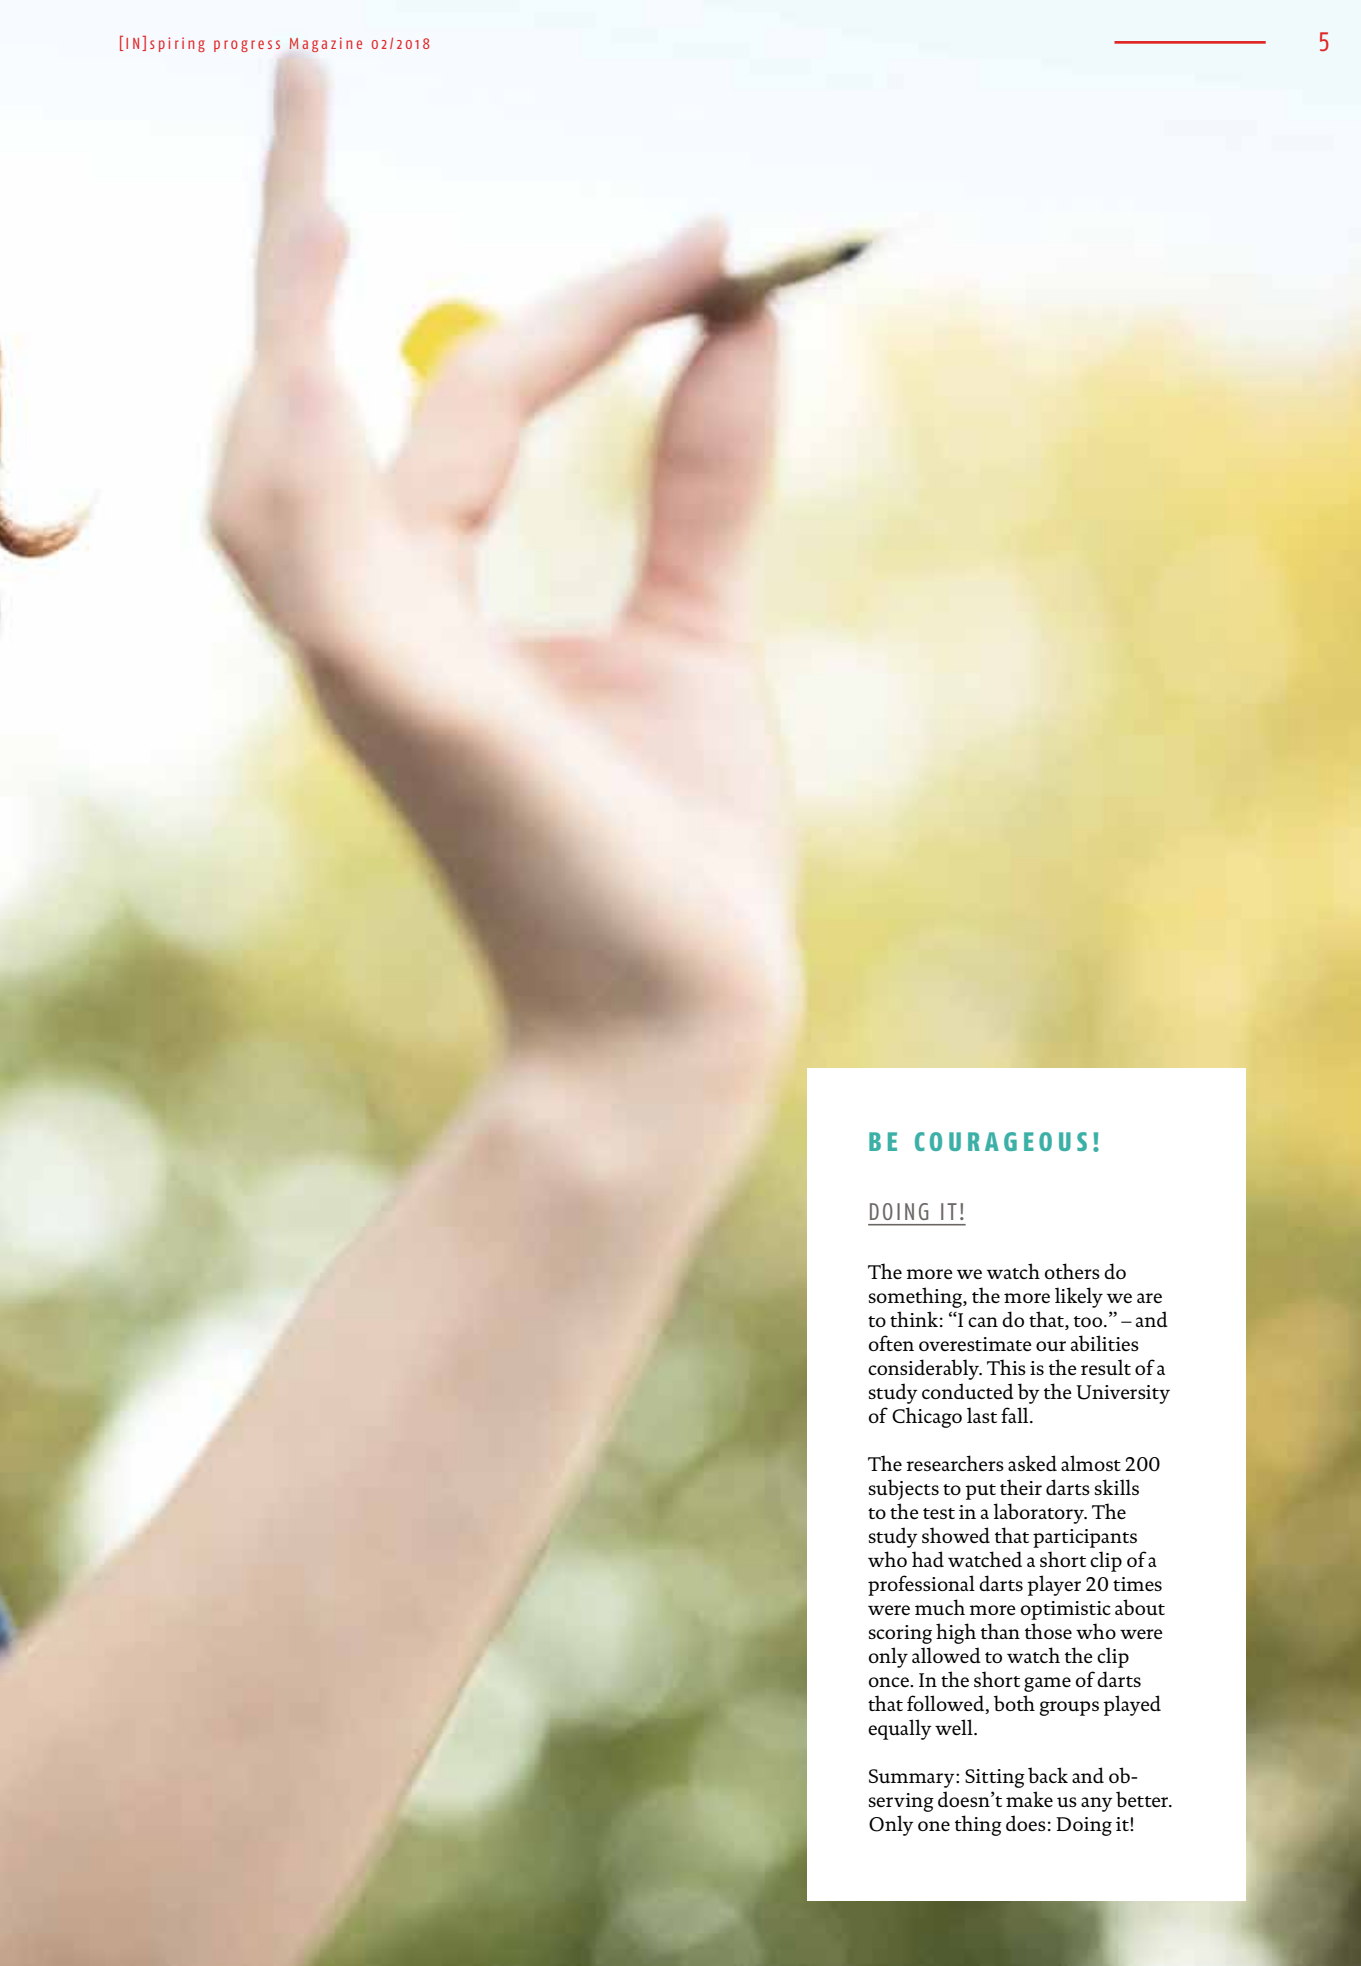 [IN]spiring progress Magazine 02/2018
5
BE COURAGEOUS!
DOING IT!
The more we watch others do
something, the more likely we are
to think: “I can do that, too.” – and
often overestimate our abilities
considerably. This is the result of a
study conducted by the University
of Chicago last fall.
The researchers asked almost 200
subjects to put their darts skills
to the test in a laboratory. The
study showed that participants
who had watched a short clip of a
professional darts player 20 times
were much more optimistic about
scoring high than those who were
only allowed to watch the clip
once. In the short game of darts
that followed, both groups played
equally well.
Summary: Sitting back and ob-
serving doesn’t make us any better.
Only one thing does: Doing it!